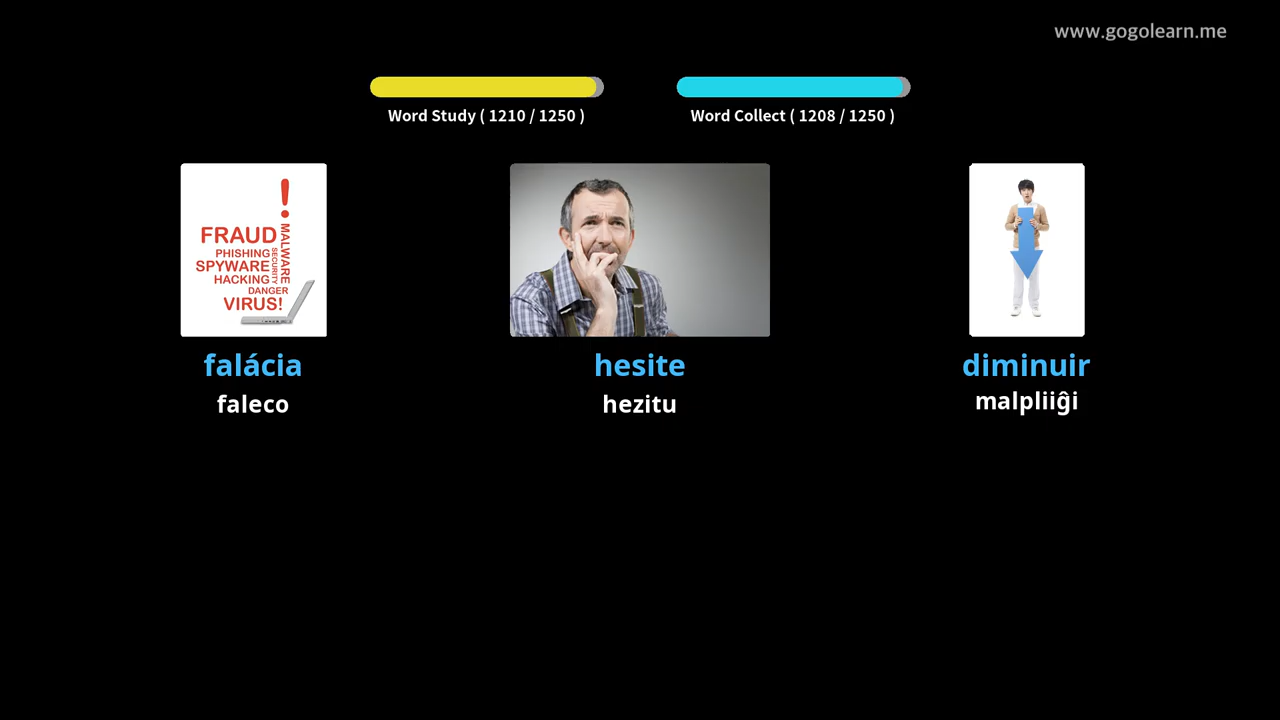 www.gogolearn.me
Word Study ( 1210 / 1250 )
Word Collect ( 1208 / 1250 )
!
FRAUD
MALWARE
PHISHING
SECURITY
SPYWARE
HACKING
DANGER
VIRUS!
falácia
hesite
diminuir
faleco
hezitu
malpliiĝi